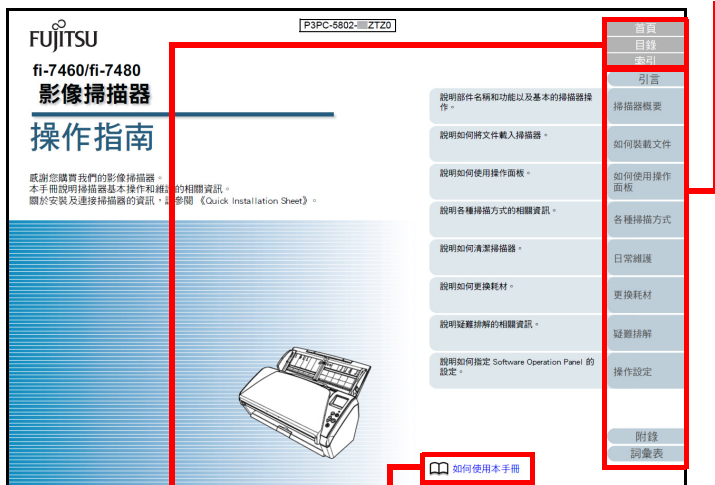 FUJITSU
P3PC-5802- ZTZ0
fi-7460/fi-7480
影像掃描器
操作指南
感謝您購買我們的影像掃描器。
本手冊說明掃描器基本操作和維護的相關資訊。
關於安裝及連接掃描器的資訊，請參閱 《Quick Installation Sheet》。
首頁
目錄
索引
引言
說明部件名稱和功能以及基本的掃描器操
作。
掃描器概要
說明如何將文件載入掃描器。
如何裝載文件
說明如何使用操作面板。
如何使用操作
面板
說明各種掃描方式的相關資訊。
各種掃描方式
說明如何清潔掃描器。
日常維護
說明如何更換耗材。
更換耗材
說明疑難排解的相關資訊。
疑難排解
說明如何指定 Software Operation Panel 的
設定。
操作設定
附錄
詞彙表
如何使用本手冊